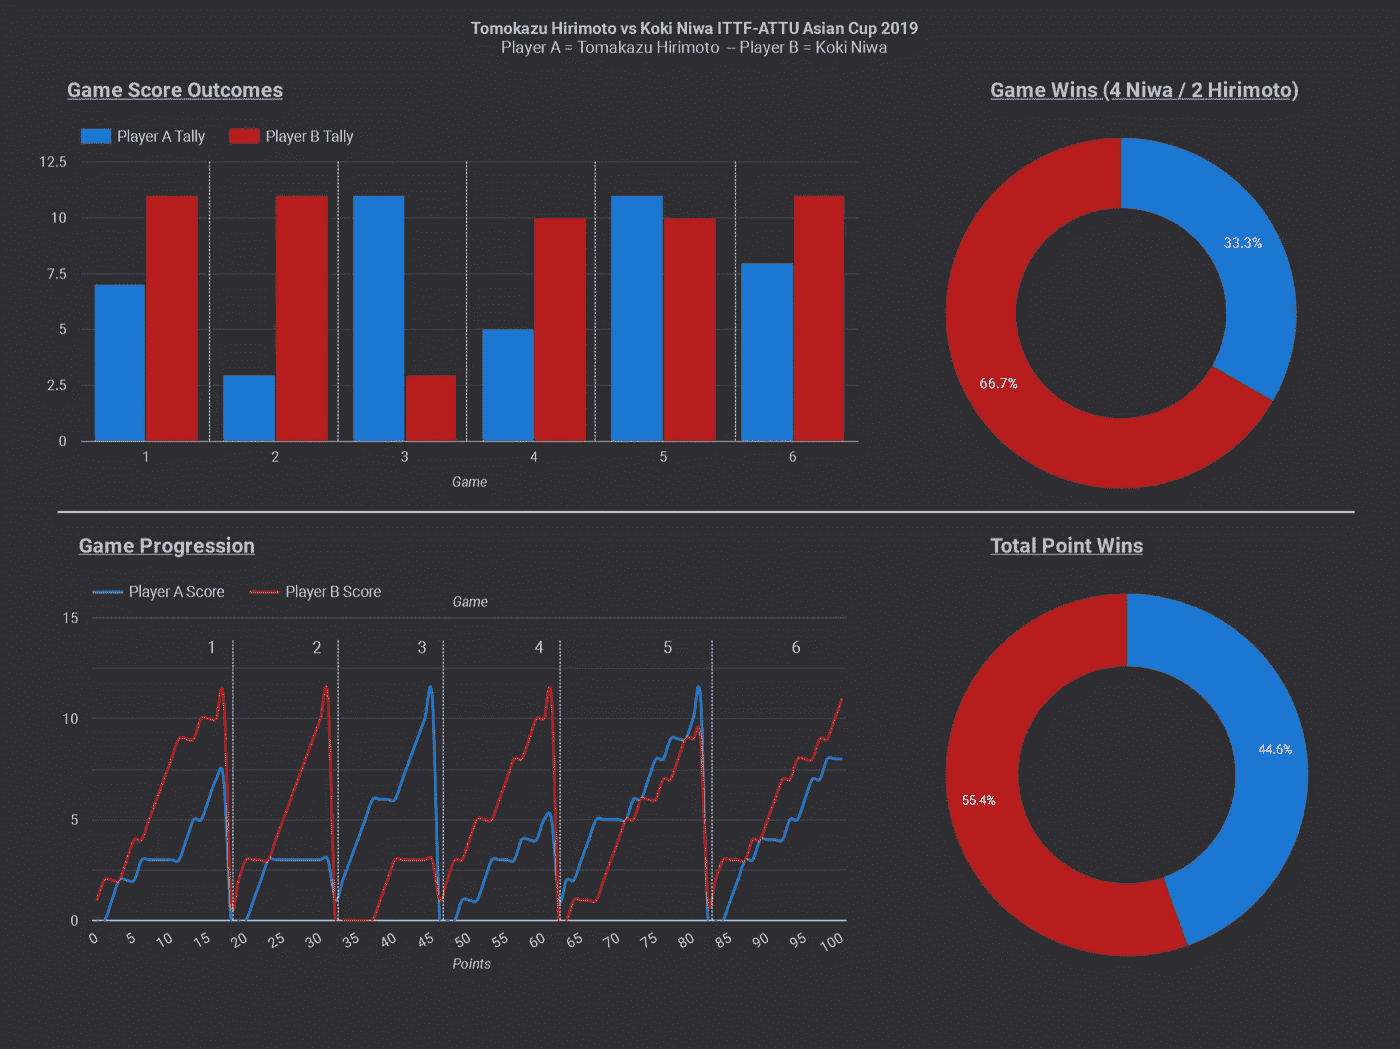 Tomokazu Hirimoto vs Koki Niwa ITTF-ATTU Asian Cup 2019
Player A = Tomakazu Hirimoto -- Player B = Koki Niwa
Game Score Outcomes
Player A Tally Player B Tally
12.5
10
7.5
5
2.5
0
1 2 3 4 5 6
Game
Game Wins (4 Niwa / 2 Hirimoto)
33.3%
66.7%
Game Progression
Player A Score Player B Score
Game
15
1 2 3 4 5 6
10
5
0
0 5 10 15 20 25 30 35 40 45 50 55 60 65 70 75 80 85 90 95 100
Points
Total Point Wins
44.6%
55.4%